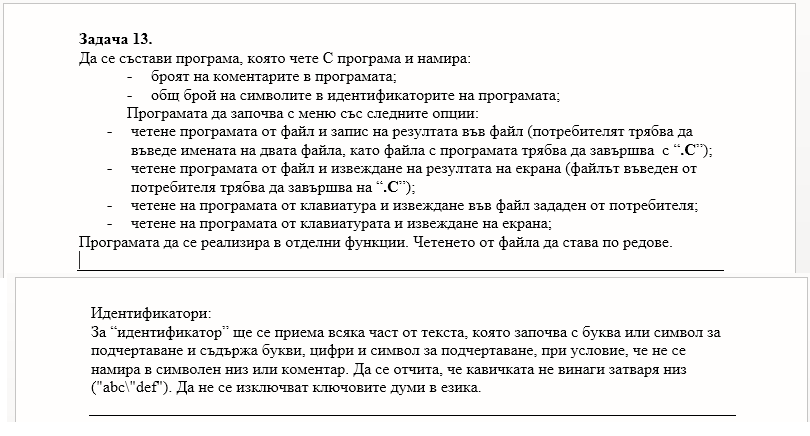 Задача 13.
Да се състави програма, която чете С програма и намира:
- броят на коментарите в програмата;
- общ брой на символите в идентификаторите на програмата;
Програмата да започва с меню със следните опции:
- четене програмата от файл и запис на резултата във файл (потребителят трябва да
въведе имената на двата файла, като файла с програмата трябва да завършва с “.C”);
- четене програмата от файл и извеждане на резултата на екрана (файлът въведен от
потребителя трябва да завършва на “.C”);
- четене на програмата от клавиатура и извеждане във файл зададен от потребителя;
- четене на програмата от клавиатурата и извеждане на екрана;
Програмата да се реализира в отделни функции. Четенето от файла да става по редове.
Идентификатори:
За “идентификатор” ще се приема всяка част от текста, която започва с буква или символ за
подчертаване и съдържа букви, цифри и символ за подчертаване, при условие, че не се
намира в символен низ или коментар. Да се отчита, че кавичката не винаги затваря низ
("abc\"def"). Да не се изключват ключовите думи в езика.